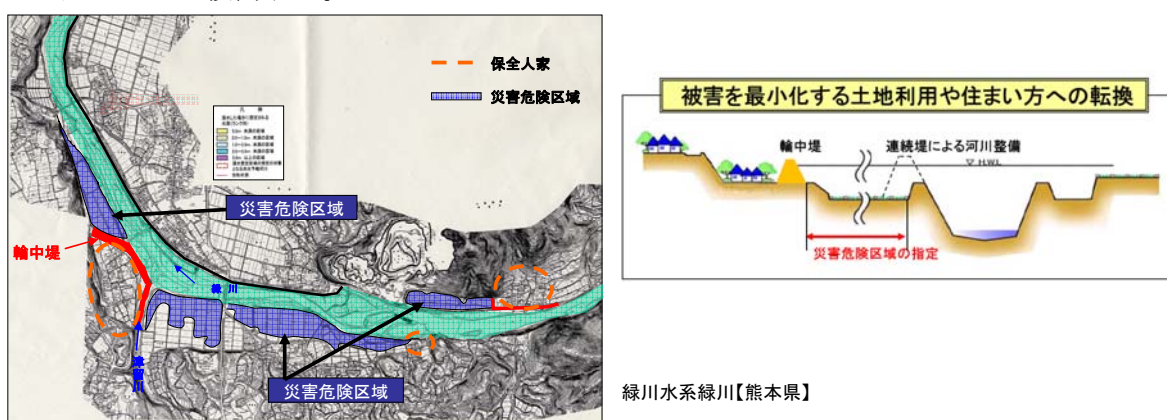 保全人家
災害危険区域
凡例
災害危険区域
輪中堤
緑川
災害危険区域
被害を最小化する土地利用や住まい方への転換
輪中堤
連続堤による河川整備
▽ H.W.L
災害危険区域の指定
緑川水系緑川【熊本県】